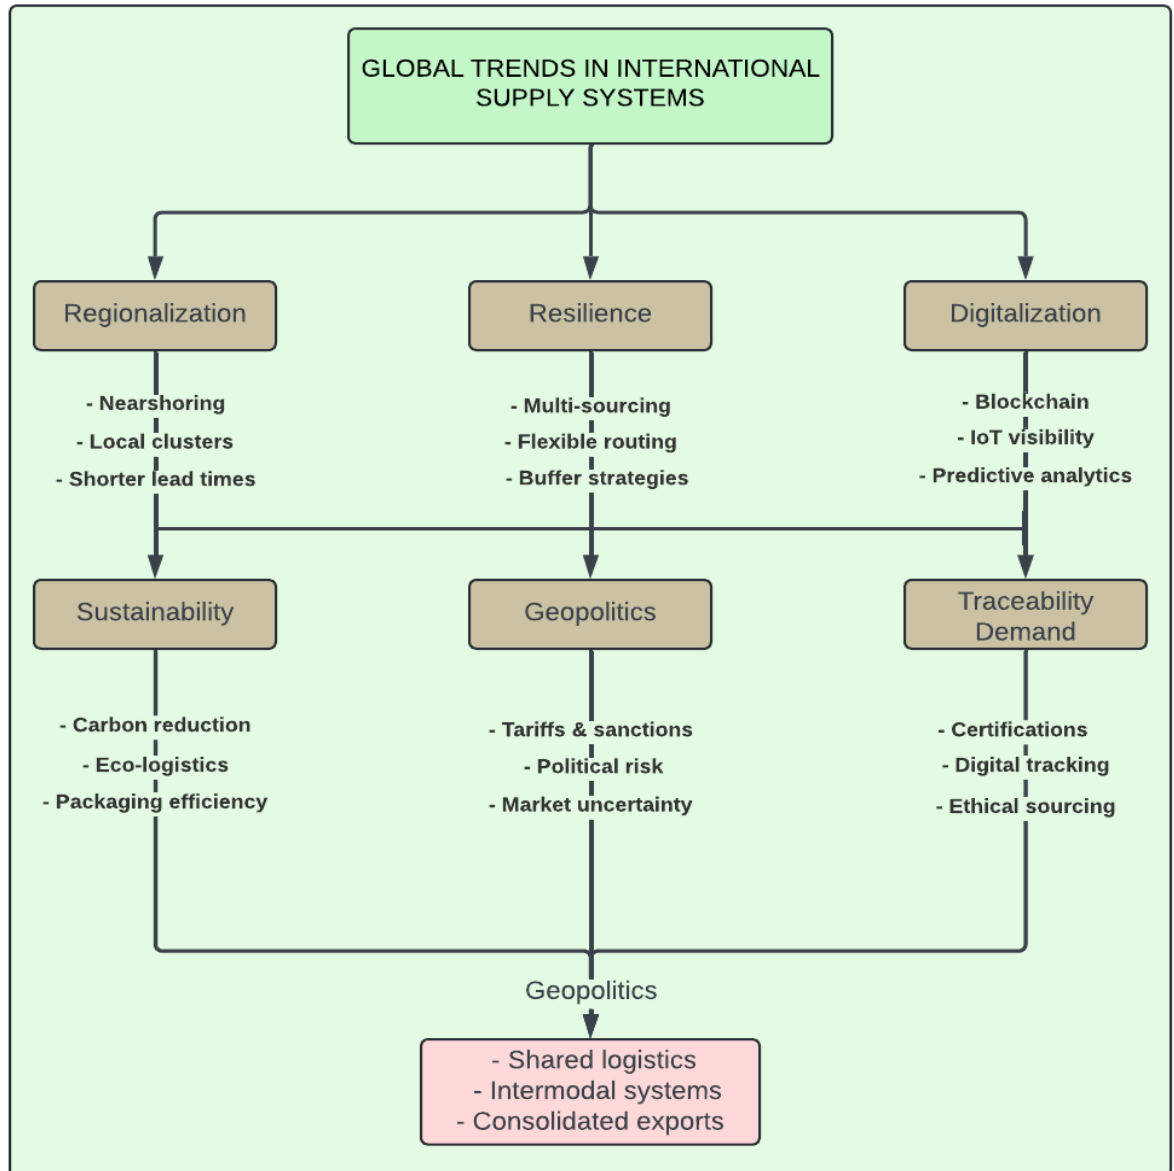 GLOBAL TRENDS IN INTERNATIONAL
SUPPLY SYSTEMS
Regionalization
Resilience
Digitalization
- Nearshoring
- Local clusters
- Shorter lead times
- Multi-sourcing
- Flexible routing
- Buffer strategies
- Blockchain
- IoT visibility
- Predictive analytics
Sustainability
Geopolitics
Traceability
Demand
- Carbon reduction
- Eco-logistics
- Packaging efficiency
- Tariffs & sanctions
- Political risk
- Market uncertainty
- Certifications
- Digital tracking
- Ethical sourcing
Geopolitics
- Shared logistics
- Intermodal systems
- Consolidated exports